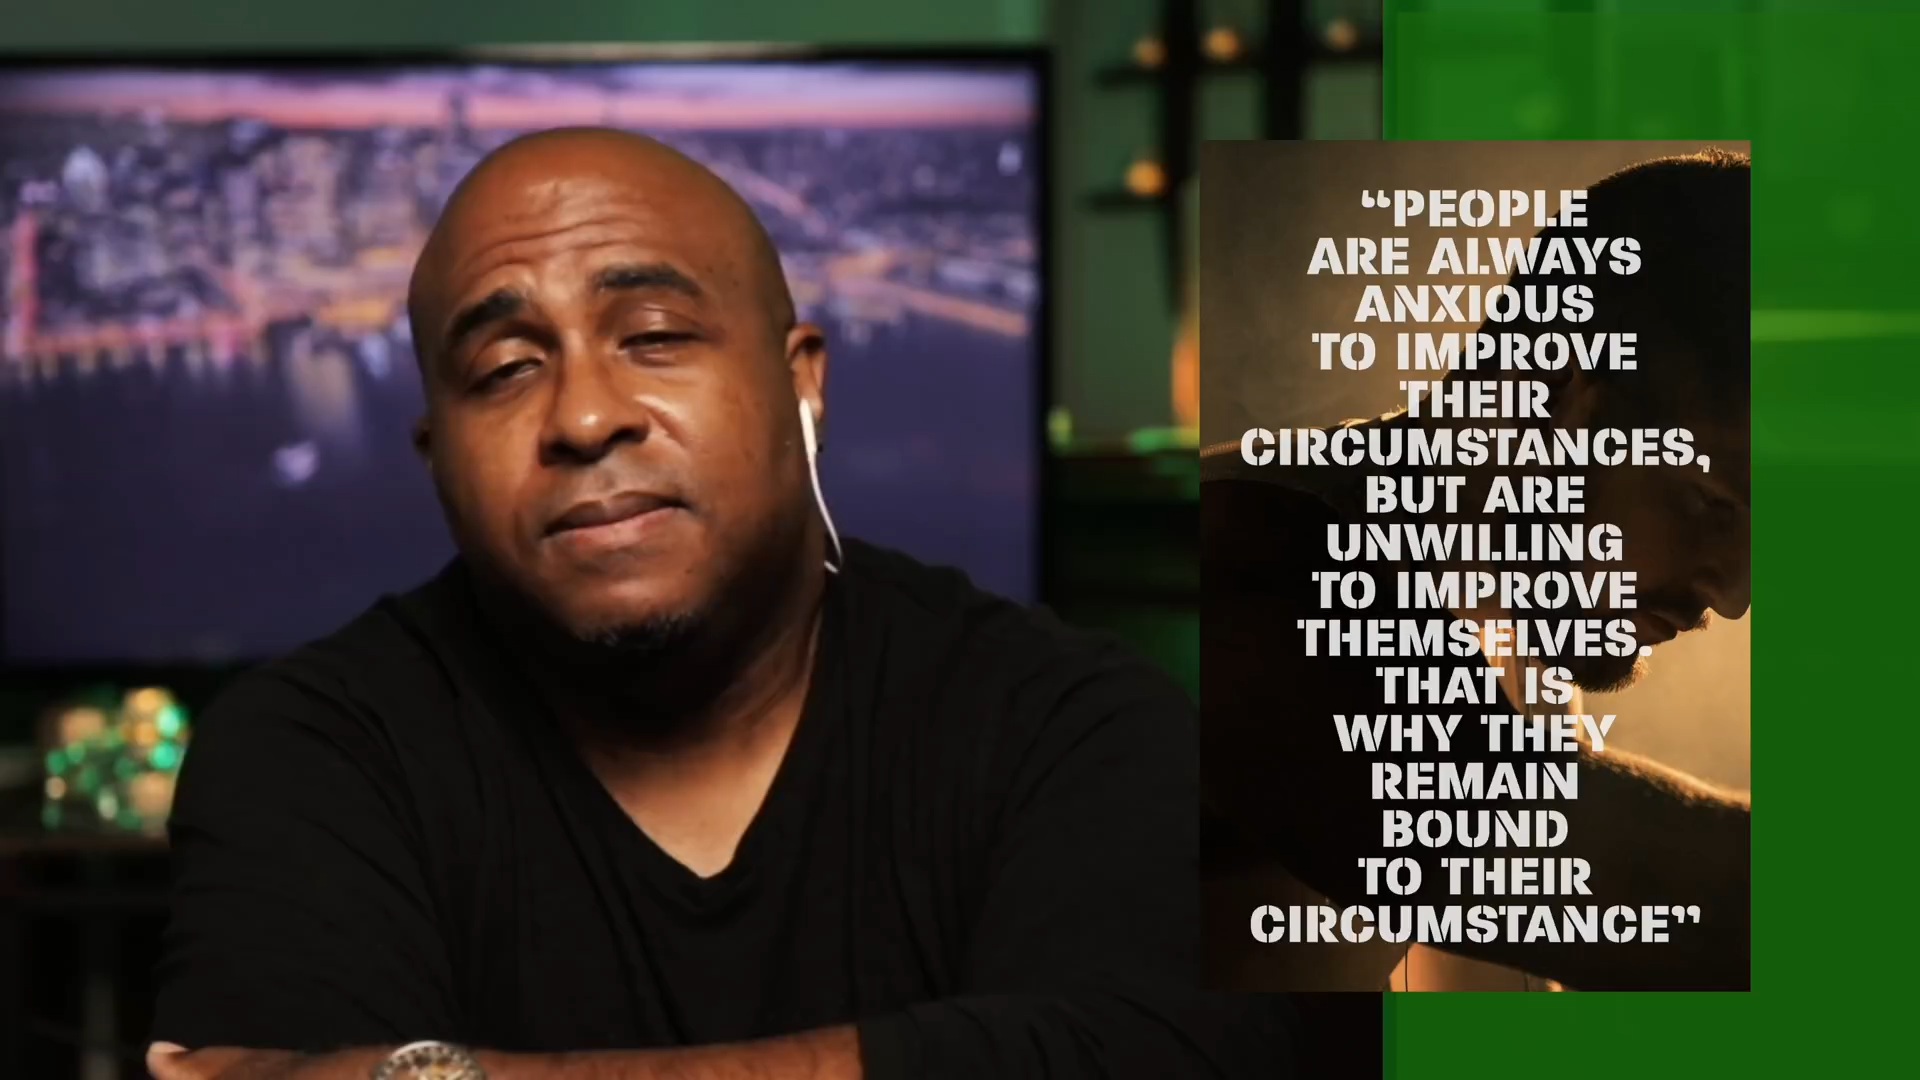 “PEOPLE
ARE ALWAYS
ANXIOUS
TO IMPROVE
THEIR
CIRCUMSTANCES,
BUT ARE
UNWILLING
TO IMPROVE
THEMSELVES.
THAT IS
WHY THEY
REMAIN
BOUND
TO THEIR
CIRCUMSTANCE”